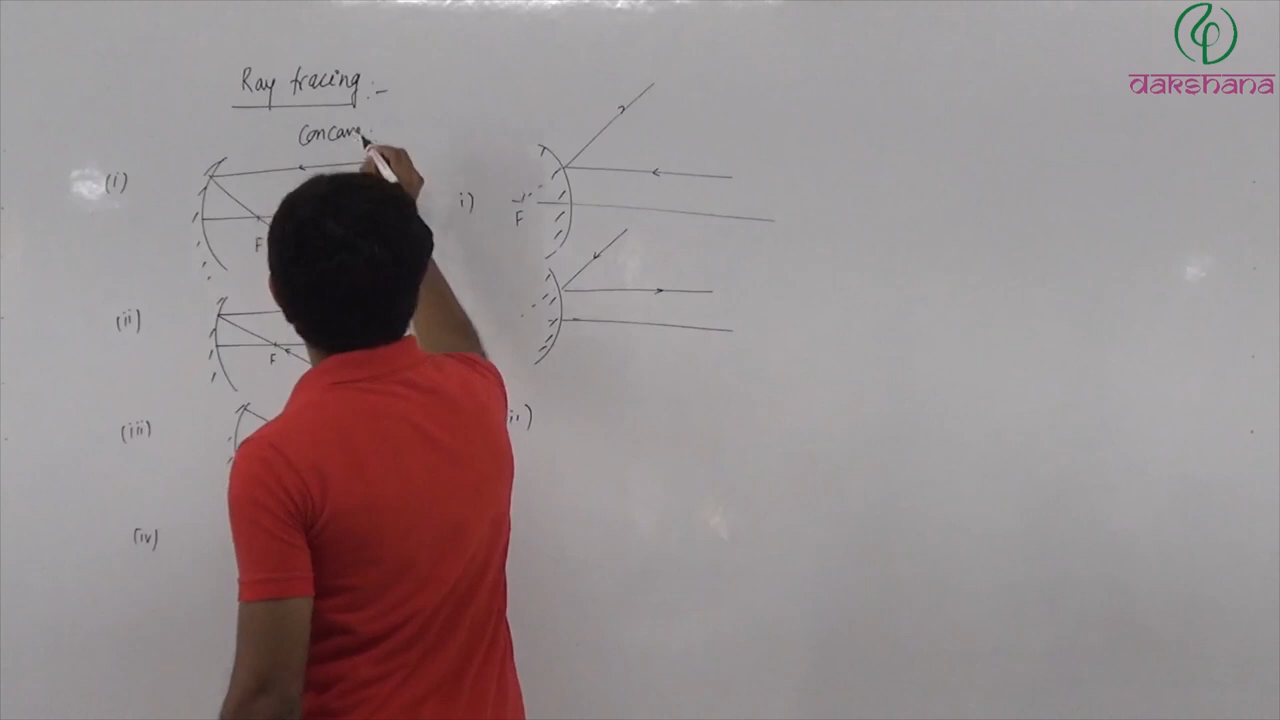 dakshana
Ray tracing :-
Concave
(i)
F
i)
F
(ii)
F
(iii)
(iv)